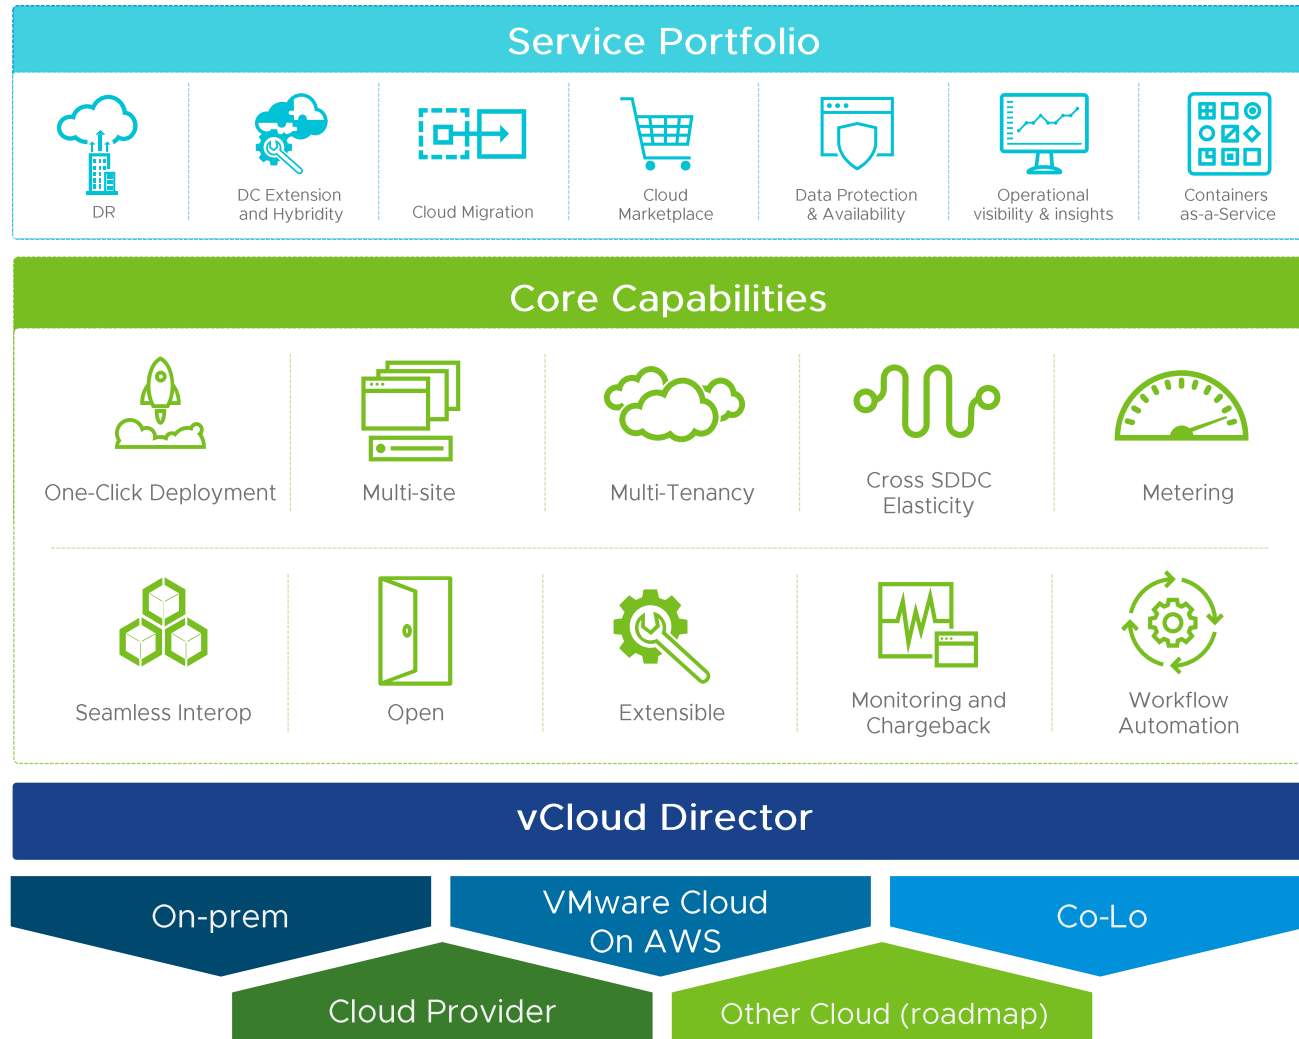 Service Portfolio
DR
DC Extension
and Hybridity
Cloud Migration
Cloud
Marketplace
Data Protection
& Availability
Operational
visibility & insights
Containers
as-a-Service
Core Capabilities
One-Click Deployment
Multi-site
Multi-Tenancy
Cross SDDC
Elasticity
Metering
Seamless Interop
Open
Extensible
Monitoring and
Chargeback
Workflow
Automation
vCloud Director
On-prem
VMware Cloud
On AWS
Co-Lo
Cloud Provider
Other Cloud (roadmap)